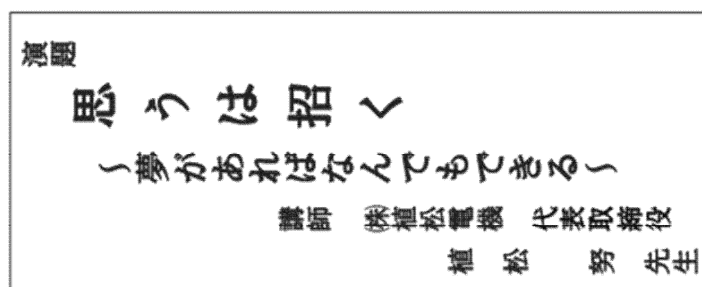 演題
思うは招く
~夢があればなんでもできる~
講師 ㈱植松電機 代表取締役
植松 努 先生